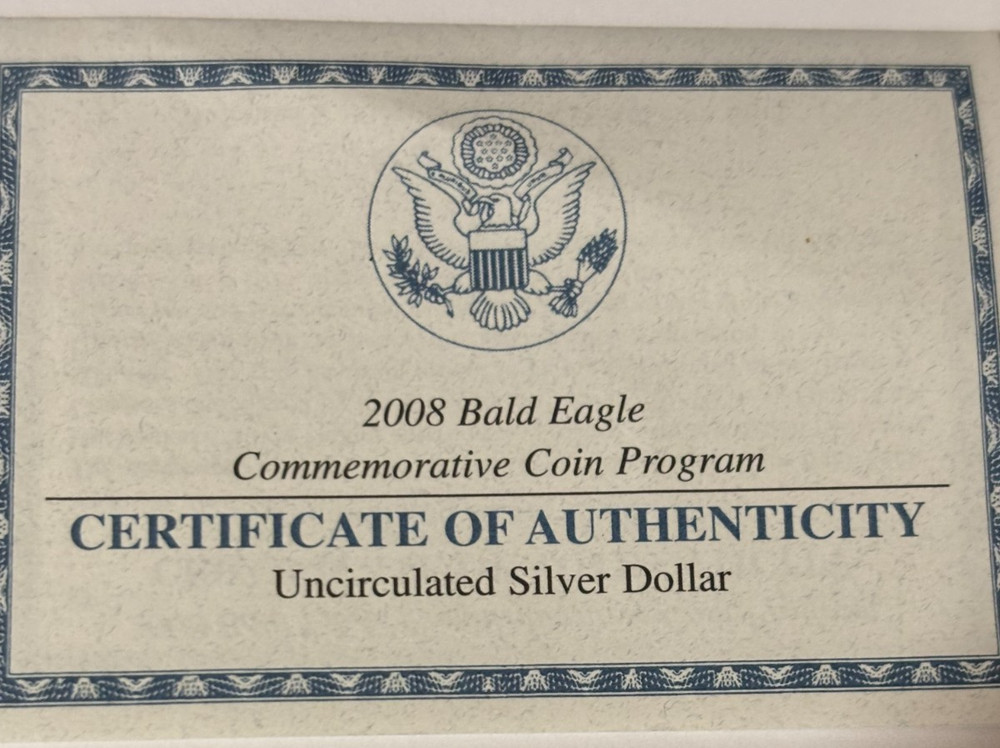 2008 Bald Eagle
Commemorative Coin Program
CERTIFICATE OF AUTHENTICITY
Uncirculated Silver Dollar